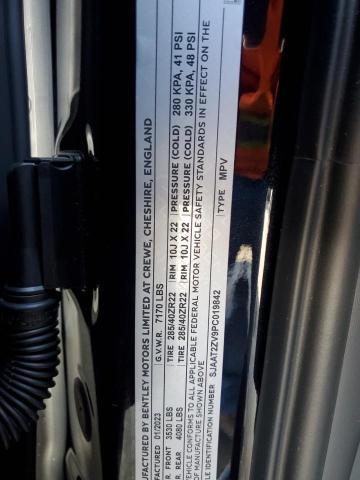 UFACTURED BY BENTLEY MOTORS LIMITED AT CREWE, CHESHIRE, ENGLAND
01/2023 G.V.W.R. 7170 LBS
R. FRONT 3530 LBS TIRE 285/40ZR22 RIM 10J X 22 PRESSURE (COLD) 280 KPA, 41 PSI
R. REAR 4080 LBS TIRE 285/40ZR22 RIM 10J X 22 PRESSURE (COLD) 330 KPA, 48 PSI
VEHICLE CONFORMS TO ALL APPLICABLE FEDERAL MOTOR VEHICLE SAFETY STANDARDS IN EFFECT ON THE
OF MANUFACTURE SHOWN ABOVE
LE IDENTIFICATION NUMBER SJAAT2ZV9PC019842 TYPE MPV